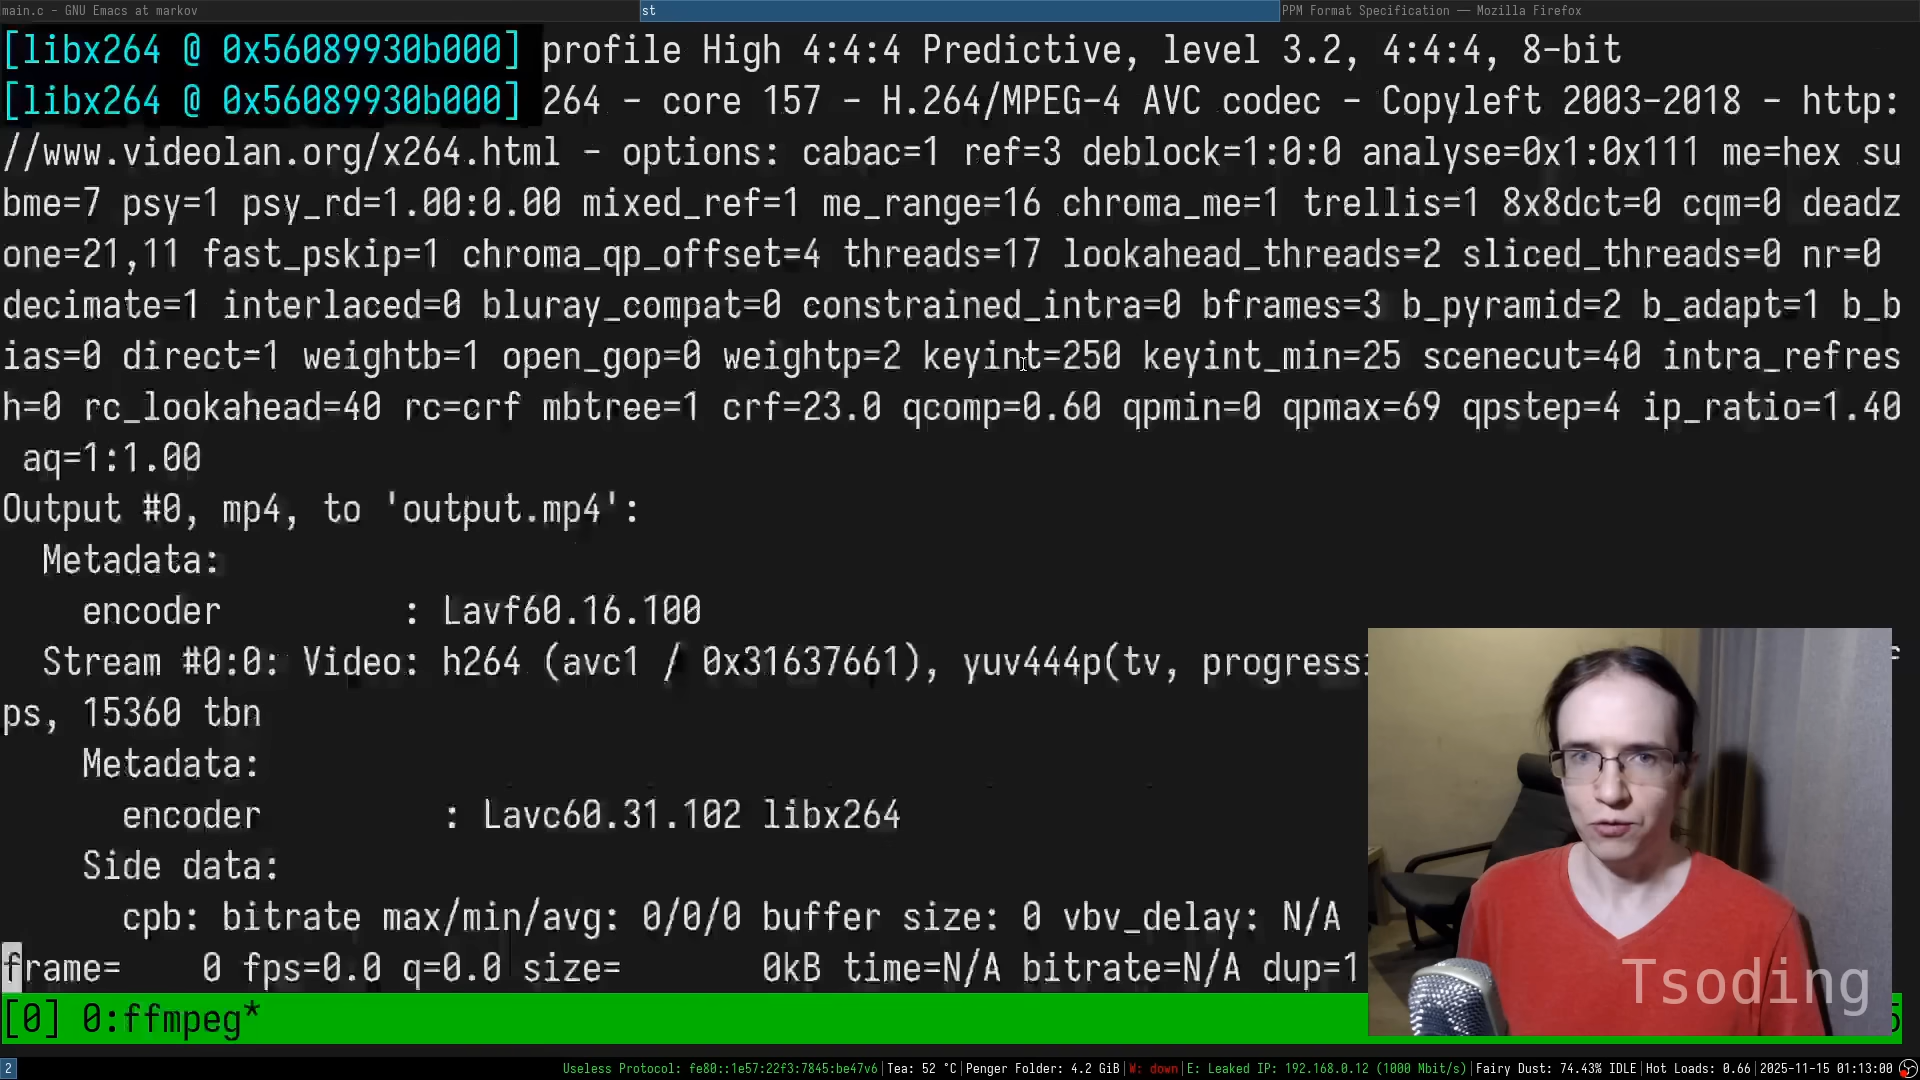 main.c - GNU Emacs at markov
st
PPM Format Specification — Mozilla Firefox
[libx264 @ 0x56089930b000] profile High 4:4:4 Predictive, level 3.2, 4:4:4, 8-bit
[libx264 @ 0x56089930b000] 264 - core 157 - H.264/MPEG-4 AVC codec - Copyleft 2003-2018 - http:
//www.videolan.org/x264.html - options: cabac=1 ref=3 deblock=1:0:0 analyse=0x1:0x111 me=hex su
bme=7 psy=1 psy_rd=1.00:0.00 mixed_ref=1 me_range=16 chroma_me=1 trellis=1 8x8dct=0 cqm=0 deadz
one=21,11 fast_pskip=1 chroma_qp_offset=4 threads=17 lookahead_threads=2 sliced_threads=0 nr=0
decimate=1 interlaced=0 bluray_compat=0 constrained_intra=0 bframes=3 b_pyramid=2 b_adapt=1 b_b
ias=0 direct=1 weightb=1 open_gop=0 weightp=2 keyint=250 keyint_min=25 scenecut=40 intra_refres
h=0 rc_lookahead=40 rc=crf mbtree=1 crf=23.0 qcomp=0.60 qpmin=0 qpmax=69 qpstep=4 ip_ratio=1.40
aq=1:1.00
Output #0, mp4, to 'output.mp4':
Metadata:
encoder : Lavf60.16.100
Stream #0:0: Video: h264 (avc1 / 0x31637661), yuv444p(tv, progress
ps, 15360 tbn
Metadata:
encoder : Lavc60.31.102 libx264
Side data:
cpb: bitrate max/min/avg: 0/0/0 buffer size: 0 vbv_delay: N/A
frame= 0 fps=0.0 q=0.0 size= 0kB time=N/A bitrate=N/A dup=1
Tsoding
[0] 0:ffmpeg*
2
Useless Protocol: fe80::1e57:22f3:7845:be47v6|Tea: 52 °C|Penger Folder: 4.2 GiB|W: down|E: Leaked IP: 192.168.0.12 (1000 Mbit/s)|Fairy Dust: 74.43% IDLE|Hot Loads: 0.66|2025-11-15 01:13:00